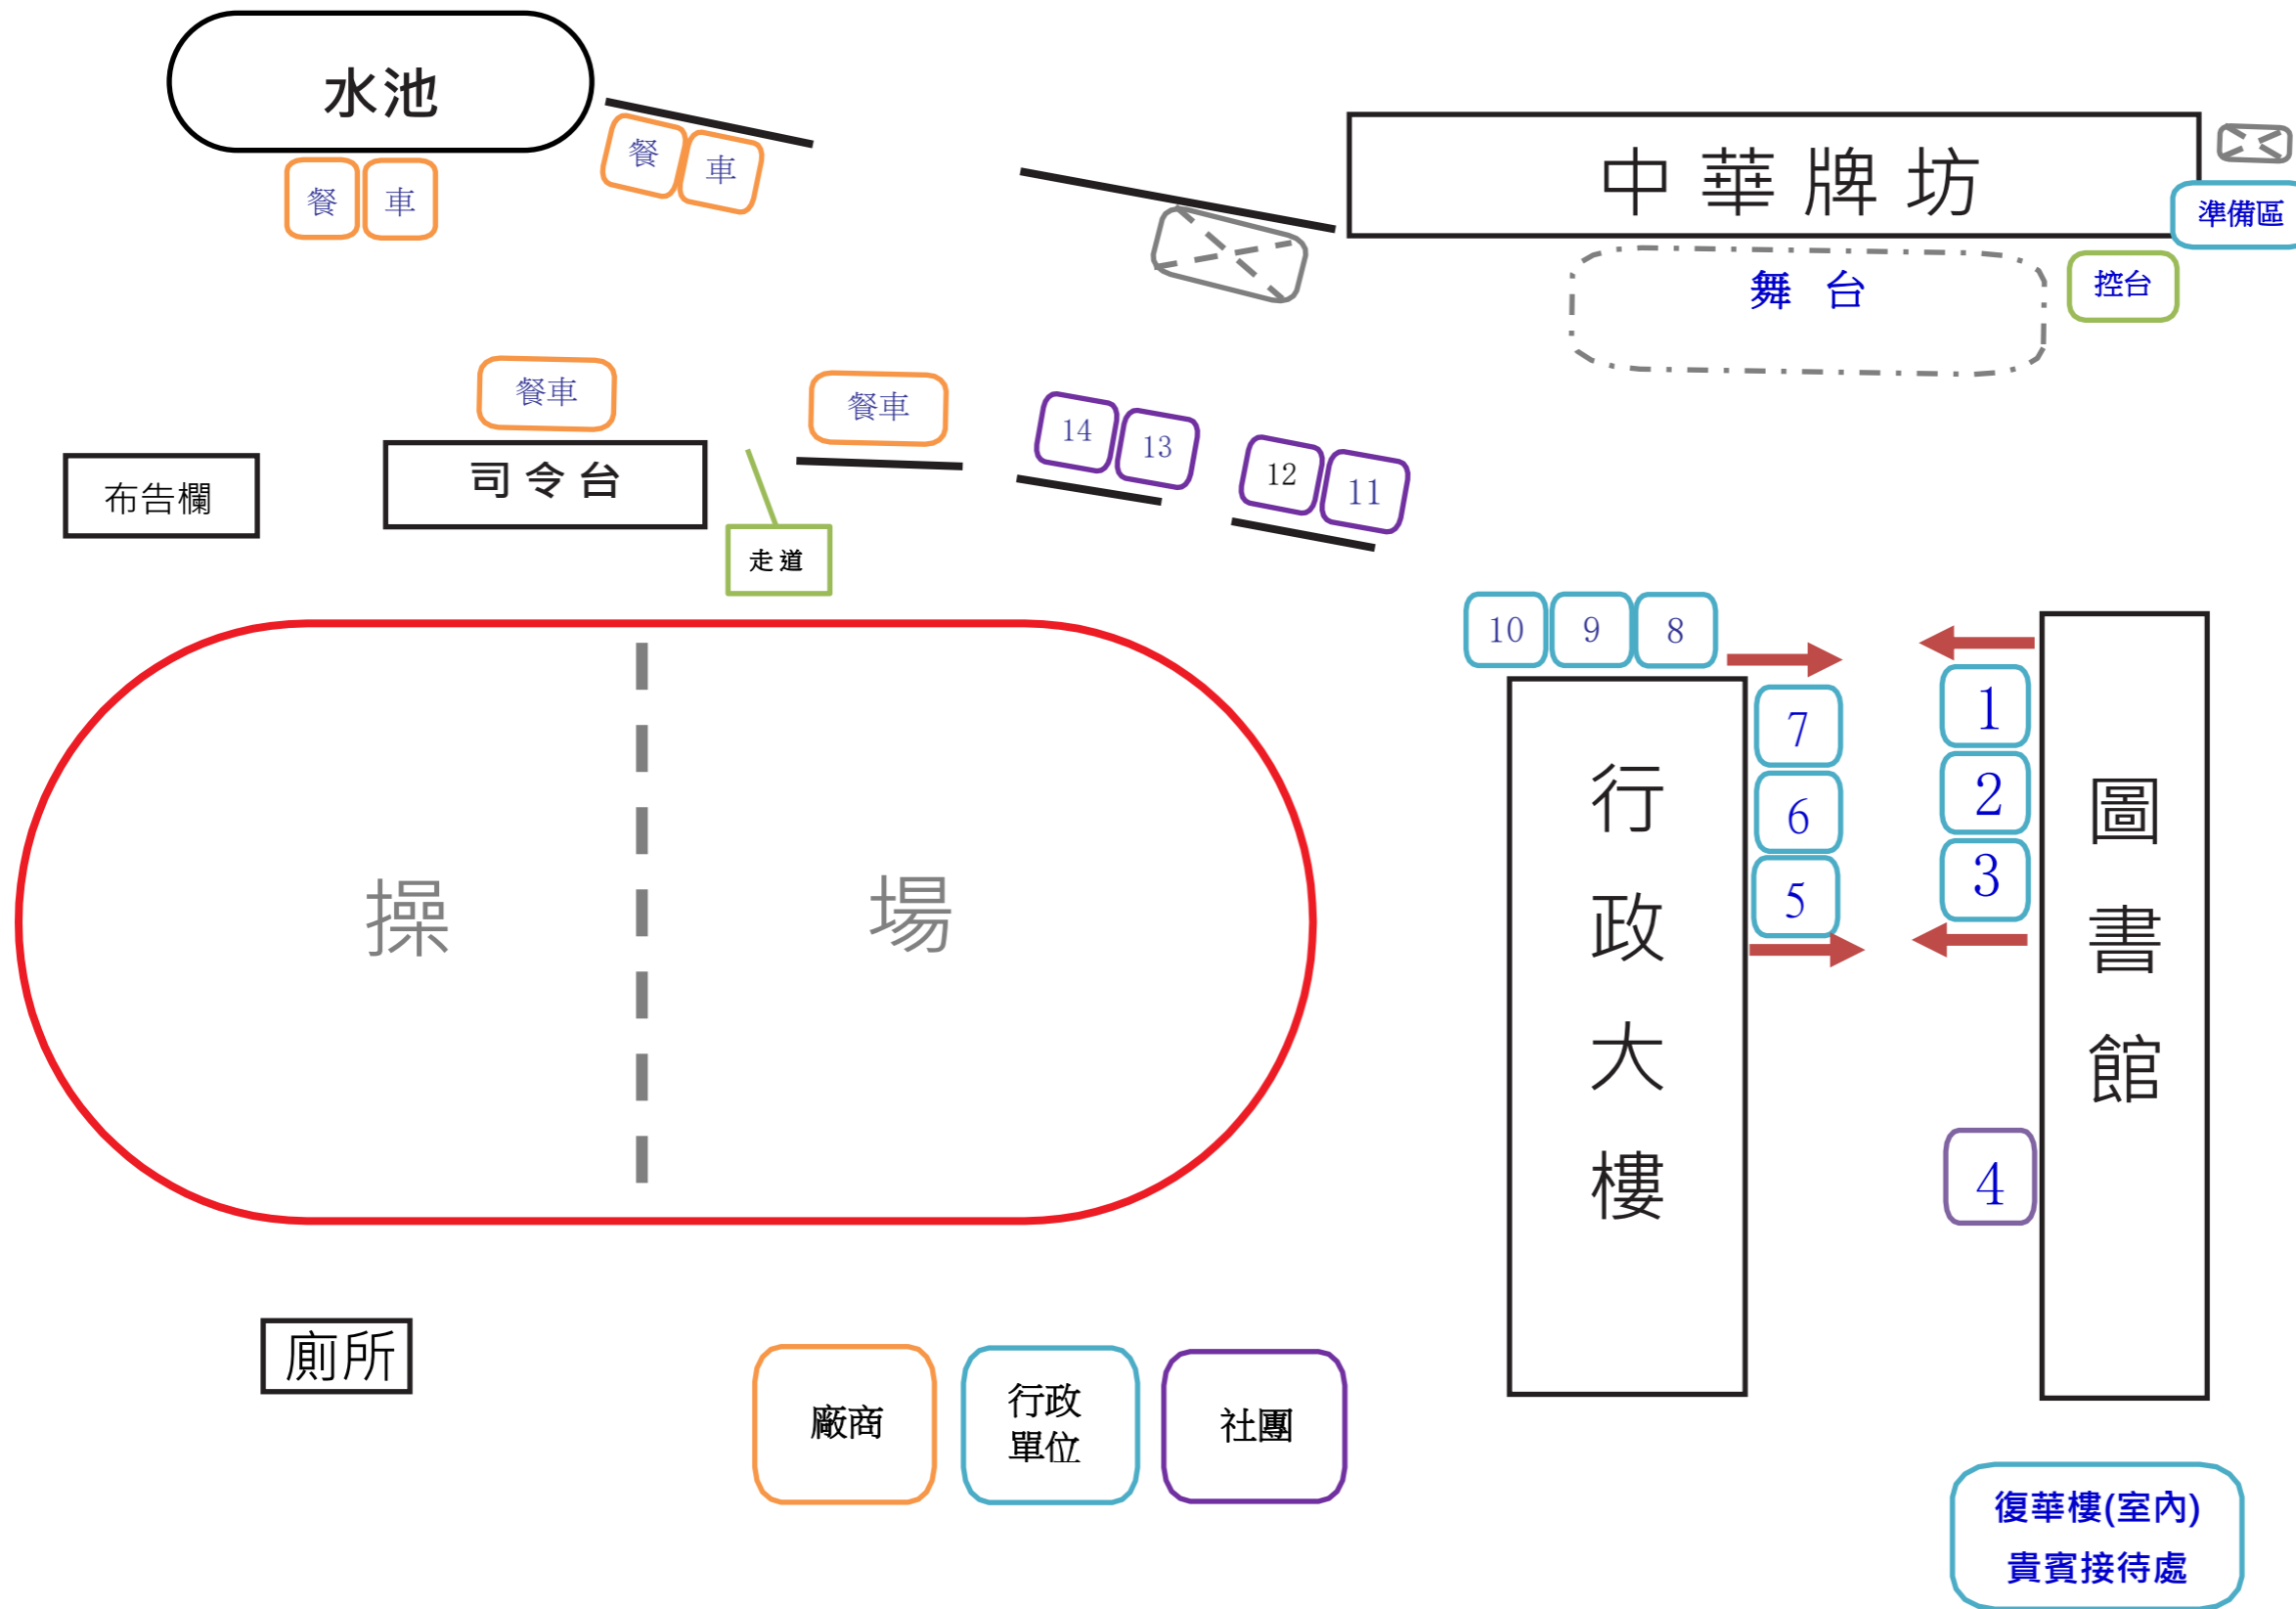 水池
餐
車
餐
車
中華牌坊
準備區
舞 台
控台
餐車
餐車
14
13
12
11
布告欄
司令台
走道
10
9
8
7
6
5
1
2
3
4
操 場
行
政
大
樓
圖
書
館
廁所
廠商
行政
單位
社團
復華樓(室內)
貴賓接待處